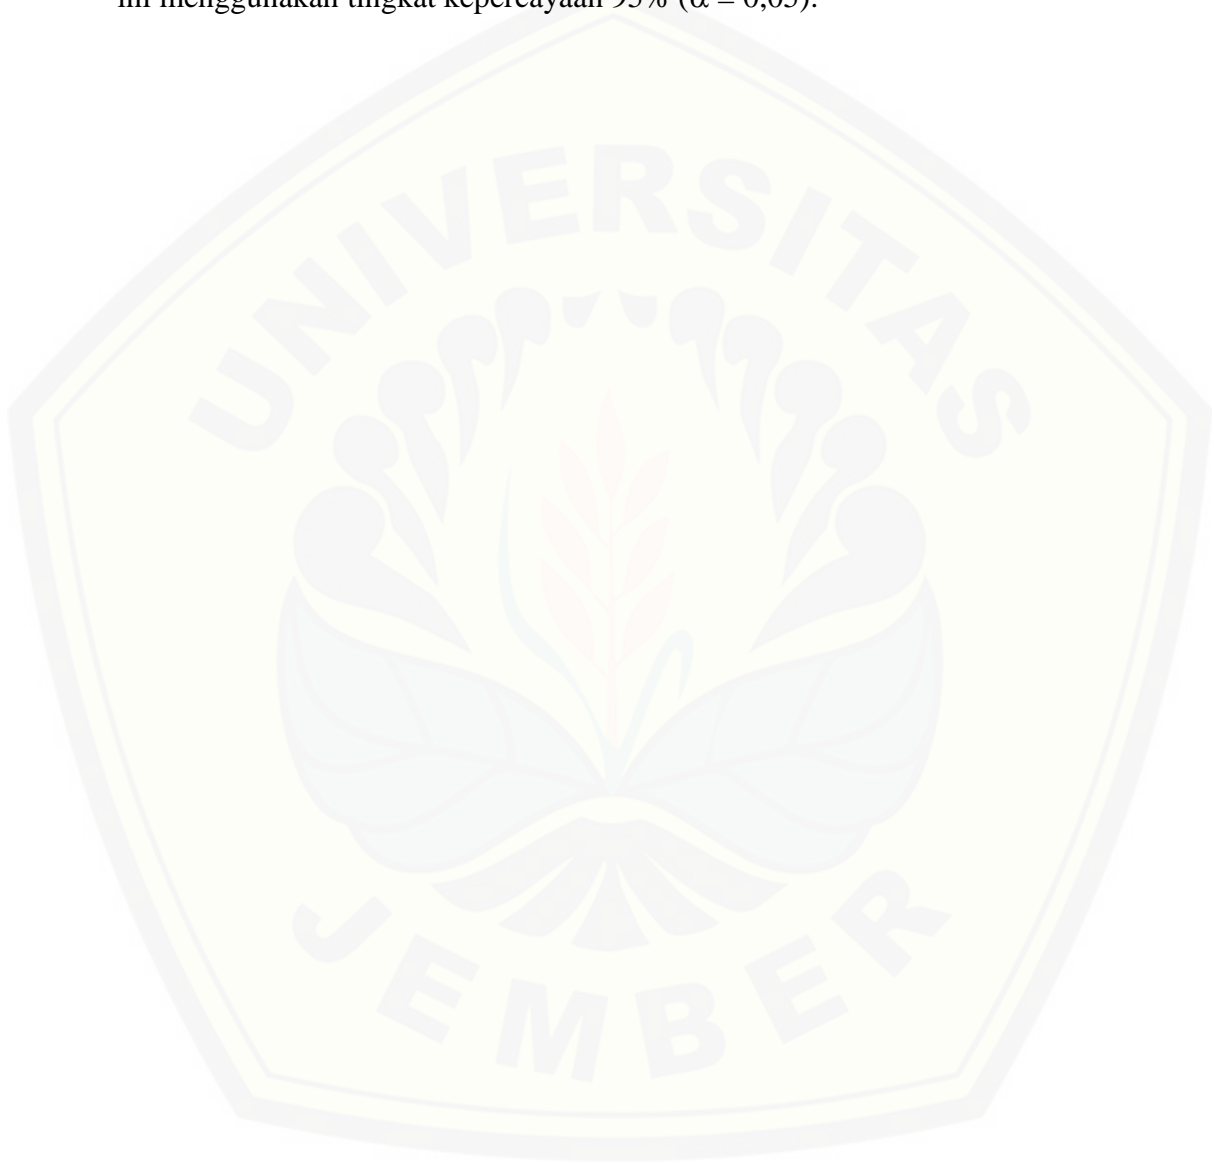 ini menggunakan tingkat kepercayaan 95% (α = 0,05).
UNIVERSITAS
JEMBER